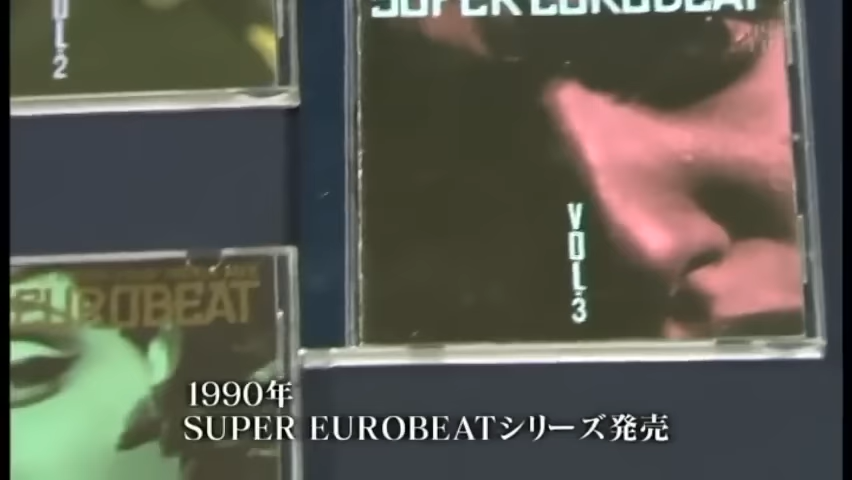 VOL.2
SUPER EUROBEAT
VOL.3
EUROBEAT
1990年
SUPER EUROBEATシリーズ発売